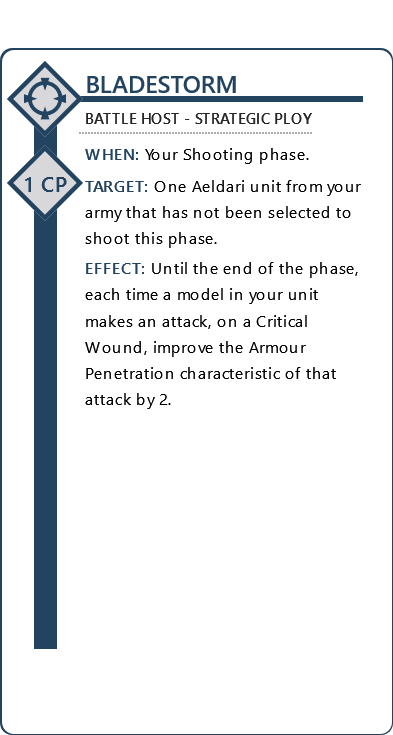 BLADESTORM
BATTLE HOST - STRATEGIC PLOY
WHEN: Your Shooting phase.
1 CP
TARGET: One Aeldari unit from your
army that has not been selected to
shoot this phase.
EFFECT: Until the end of the phase,
each time a model in your unit
makes an attack, on a Critical
Wound, improve the Armour
Penetration characteristic of that
attack by 2.